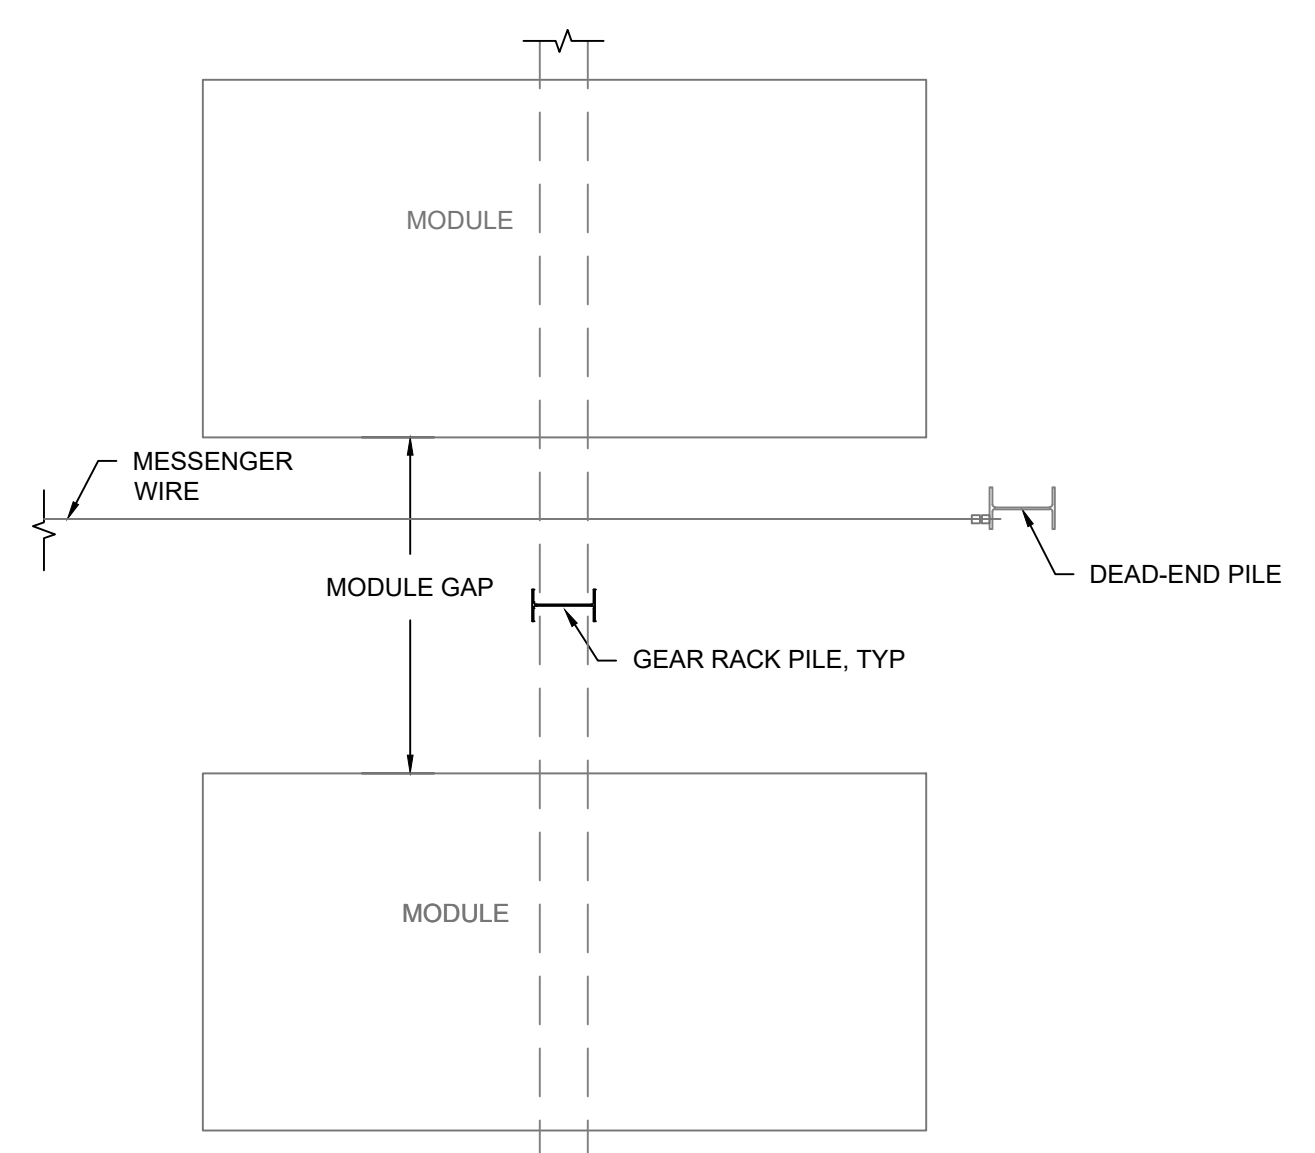 MODULE
MESSENGER
WIRE
MODULE GAP
DEAD-END PILE
GEAR RACK PILE, TYP
MODULE